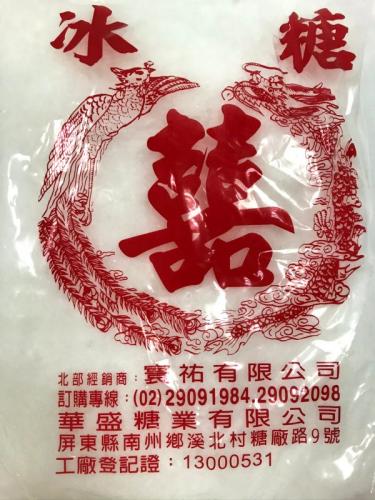 冰糖
囍
北部經銷商：寶祐有限公司
訂購專線：(02)29091984.29092098
華盛糖業有限公司
屏東縣南州鄉溪北村糖廠路9號
工廠登記證：13000531